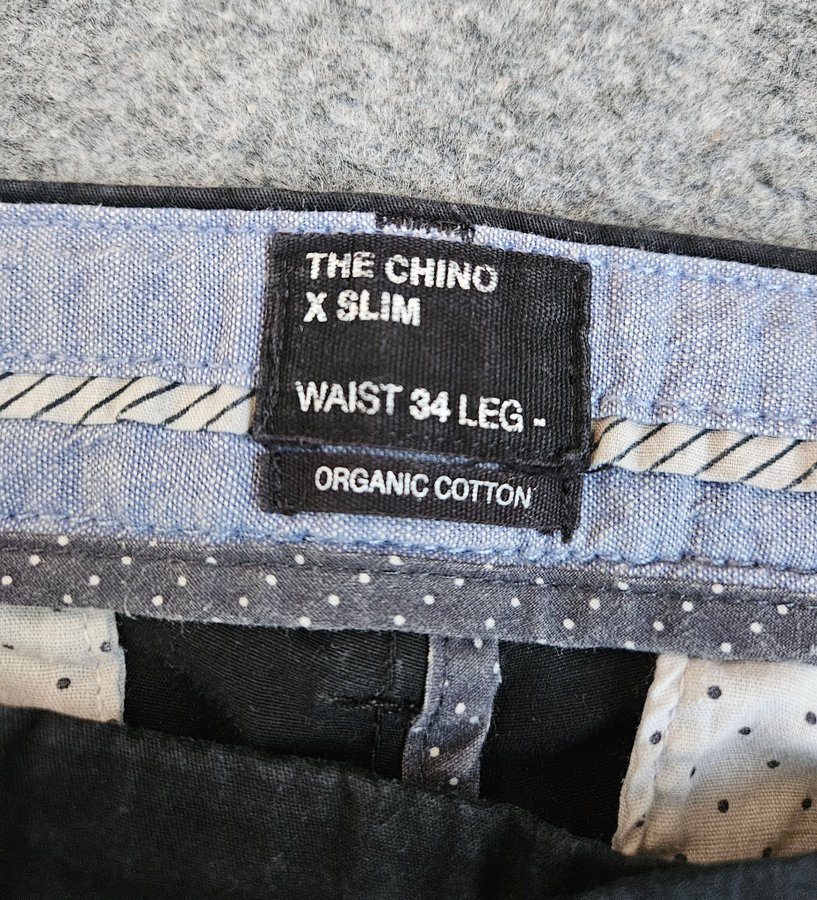 THE CHINO
X SLIM
WAIST 34 LEG -
ORGANIC COTTON